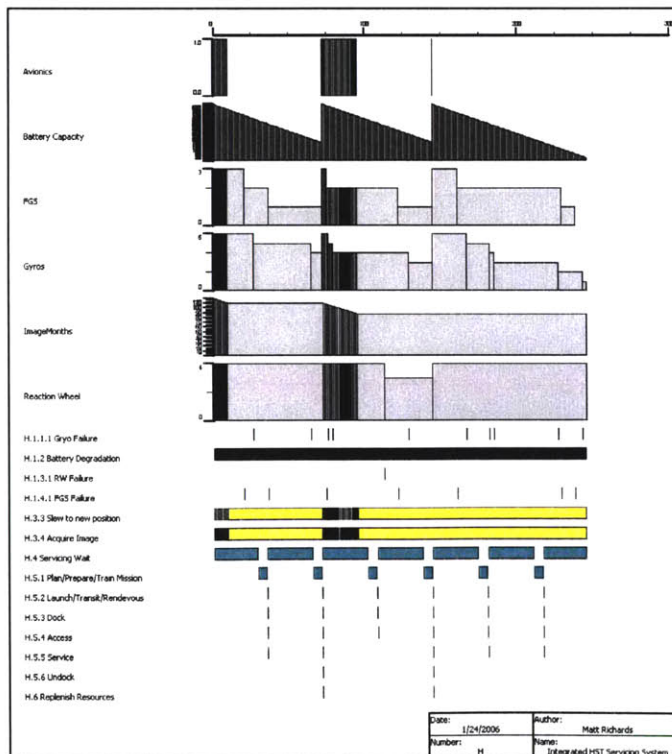 0
100
200
300
1.0
Avionics
0.0
Battery Capacity
3
FGS
0
6
Gyros
0
ImageMonths
4
Reaction Wheel
0
H.1.1.1 Gryo Failure
H.1.2 Battery Degradation
H.1.3.1 RW Failure
H.1.4.1 FGS Failure
H.3.3 Slew to new position
H.3.4 Acquire Image
H.4 Servicing Wait
H.5.1 Plan/Prepare/Train Mission
H.5.2 Launch/Transit/Rendevous
H.5.3 Dock
H.5.4 Access
H.5.5 Service
H.5.6 Undock
H.6 Replenish Resources
Date: Author:
1/24/2006 Matt Richards
Number: Name:
H Integrated HST Servicing System